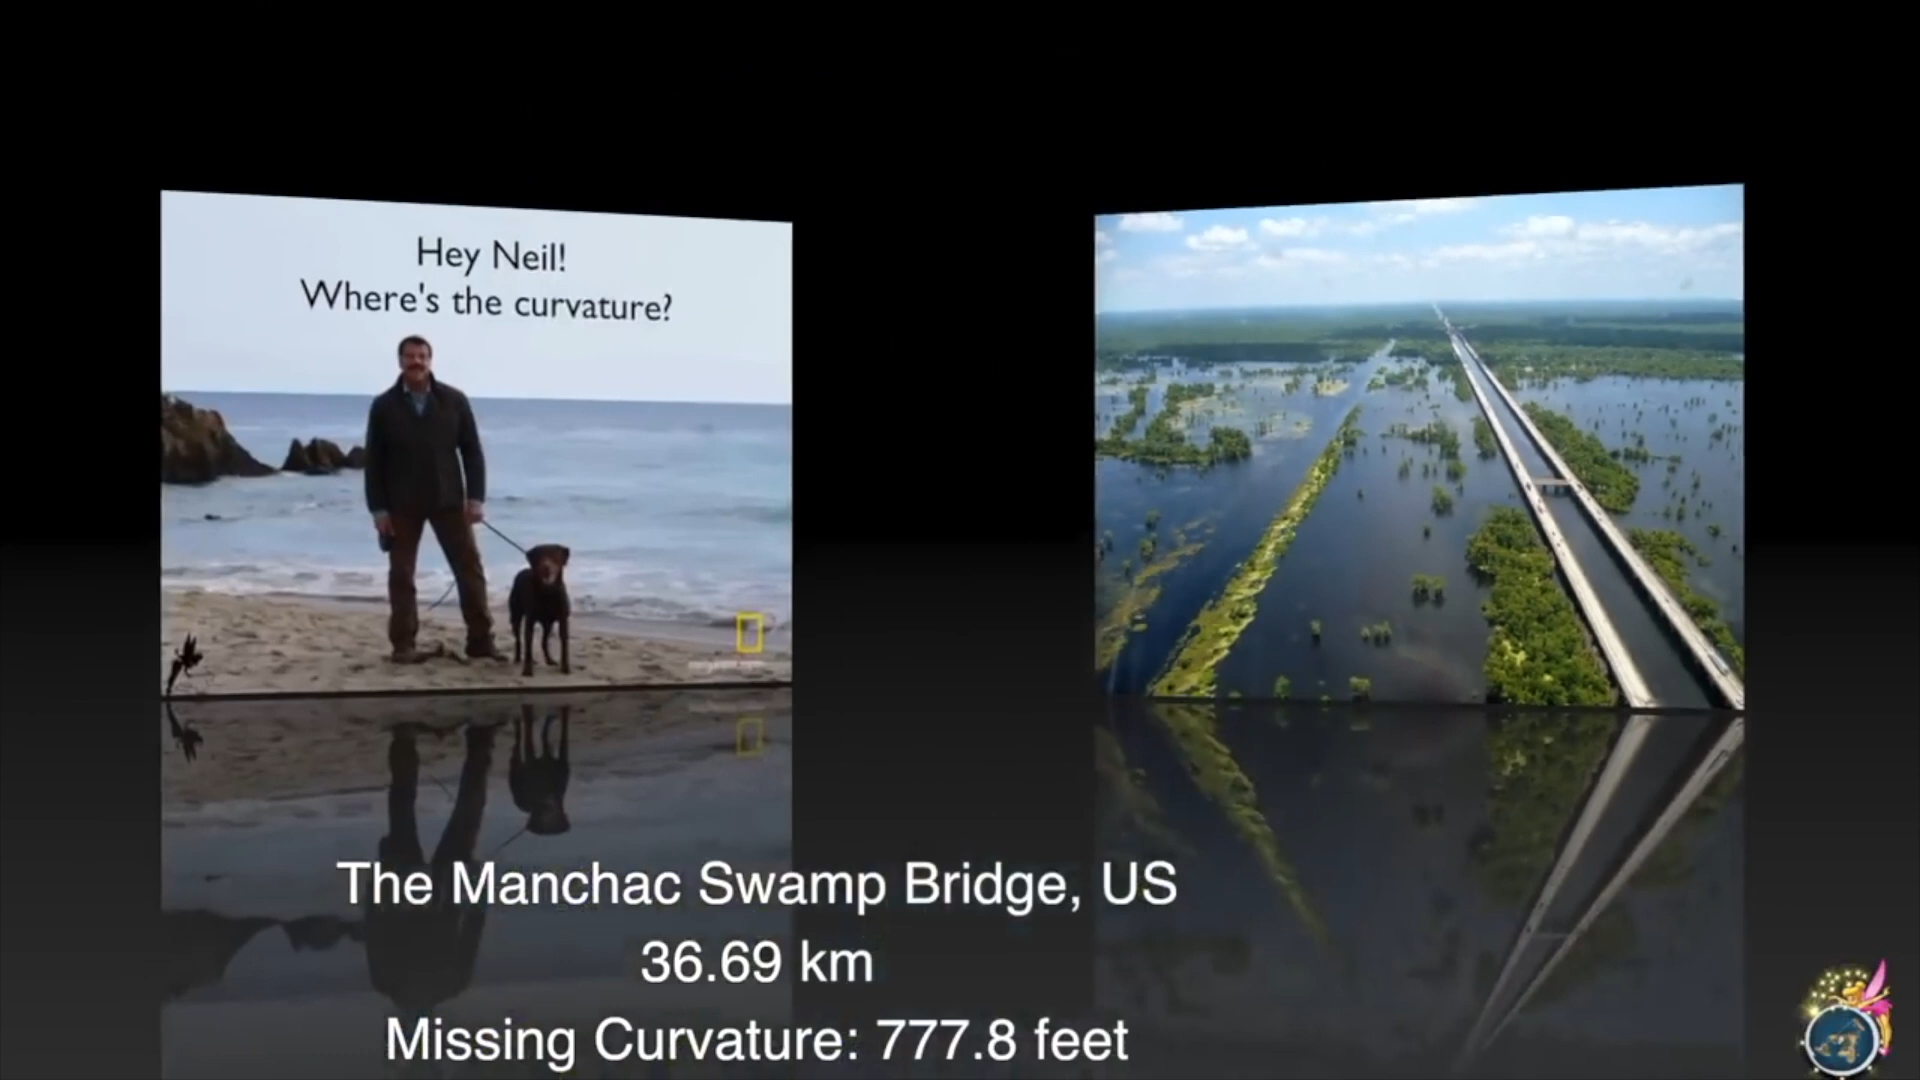 Hey Neil!
Where's the curvature?
The Manchac Swamp Bridge, US
36.69 km
Missing Curvature: 777.8 feet